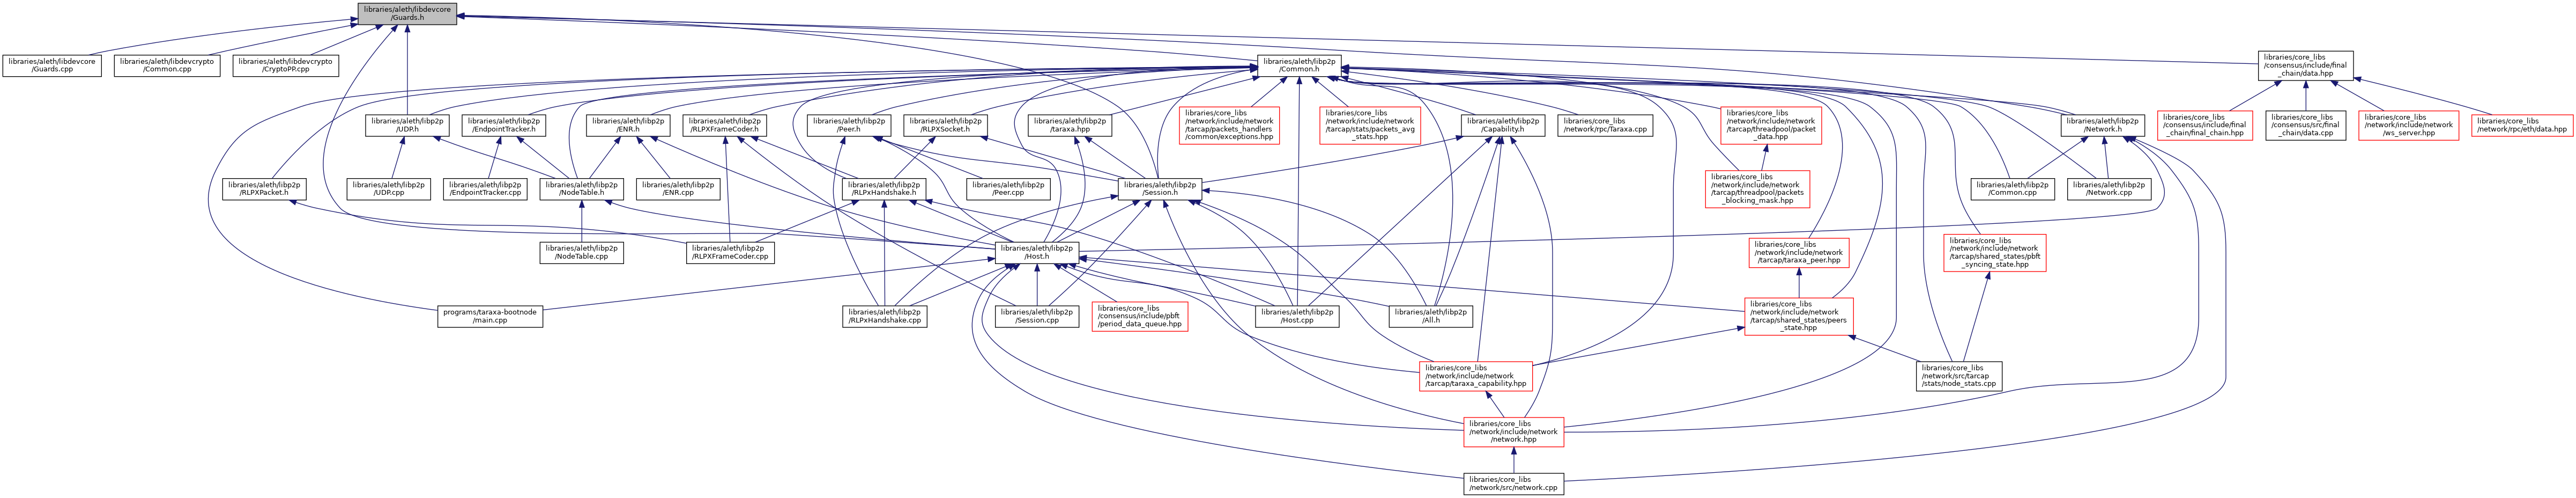 libraries/aleth/libdevcore
/Guards.h
libraries/aleth/libdevcore
/Guards.cpp
libraries/aleth/libdevcrypto
/Common.cpp
libraries/aleth/libdevcrypto
/CryptoPP.cpp
libraries/aleth/libp2p
/Common.h
libraries/core_libs
/consensus/include/final
_chain/data.hpp
libraries/aleth/libp2p
/UDP.h
libraries/aleth/libp2p
/EndpointTracker.h
libraries/aleth/libp2p
/ENR.h
libraries/aleth/libp2p
/RLPXFrameCoder.h
libraries/aleth/libp2p
/Peer.h
libraries/aleth/libp2p
/RLPXSocket.h
libraries/aleth/libp2p
/taraxa.hpp
libraries/core_libs
/network/include/network
/tarcap/packets_handlers
/common/exceptions.hpp
libraries/core_libs
/network/include/network
/tarcap/stats/packets_avg
_stats.hpp
libraries/aleth/libp2p
/Capability.h
libraries/core_libs
/network/rpc/Taraxa.cpp
libraries/core_libs
/network/include/network
/tarcap/threadpool/packet
_data.hpp
libraries/aleth/libp2p
/Network.h
libraries/core_libs
/consensus/include/final
_chain/final_chain.hpp
libraries/core_libs
/consensus/src/final
_chain/data.cpp
libraries/core_libs
/network/include/network
/ws_server.hpp
libraries/core_libs
/network/rpc/eth/data.hpp
libraries/aleth/libp2p
/RLPXPacket.h
libraries/aleth/libp2p
/UDP.cpp
libraries/aleth/libp2p
/EndpointTracker.cpp
libraries/aleth/libp2p
/NodeTable.h
libraries/aleth/libp2p
/ENR.cpp
libraries/aleth/libp2p
/RLPxHandshake.h
libraries/aleth/libp2p
/Peer.cpp
libraries/aleth/libp2p
/Session.h
libraries/core_libs
/network/include/network
/tarcap/threadpool/packets
_blocking_mask.hpp
libraries/aleth/libp2p
/Common.cpp
libraries/aleth/libp2p
/Network.cpp
libraries/aleth/libp2p
/NodeTable.cpp
libraries/aleth/libp2p
/RLPXFrameCoder.cpp
libraries/aleth/libp2p
/Host.h
libraries/core_libs
/network/include/network
/tarcap/taraxa_peer.hpp
libraries/core_libs
/network/include/network
/tarcap/shared_states/pbft
_syncing_state.hpp
programs/taraxa-bootnode
/main.cpp
libraries/aleth/libp2p
/RLPxHandshake.cpp
libraries/aleth/libp2p
/Session.cpp
libraries/core_libs
/consensus/include/pbft
/period_data_queue.hpp
libraries/aleth/libp2p
/Host.cpp
libraries/aleth/libp2p
/All.h
libraries/core_libs
/network/include/network
/tarcap/shared_states/peers
_state.hpp
libraries/core_libs
/network/include/network
/tarcap/taraxa_capability.hpp
libraries/core_libs
/network/src/tarcap
/stats/node_stats.cpp
libraries/core_libs
/network/include/network
/network.hpp
libraries/core_libs
/network/src/network.cpp